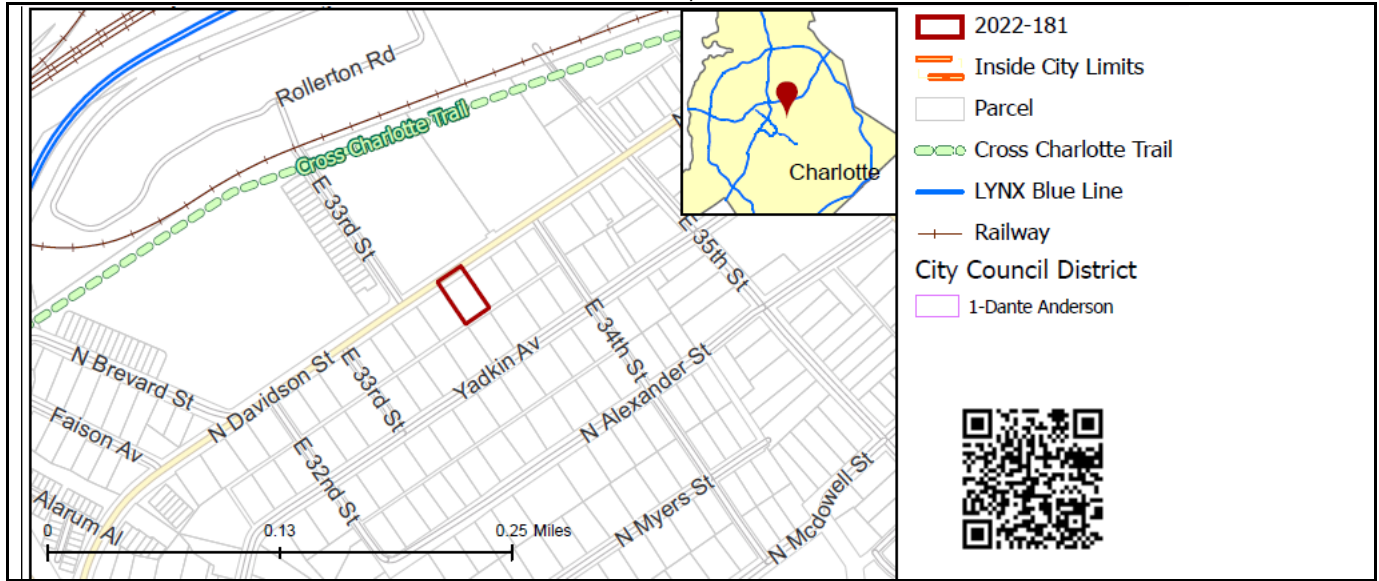 Rollerton Rd
Cross Charlotte Trail
E 33rd St
E 35th St
E 34th St
N Brevard St
N Davidson St
E 33rd St
Yadkin Av
N Alexander St
Faison Av
E 32nd St
Alarum Al
N Myers St
N Mcdowell St
0
0.13
0.25 Miles
Charlotte
2022-181
Inside City Limits
Parcel
Cross Charlotte Trail
LYNX Blue Line
Railway
City Council District
1-Dante Anderson